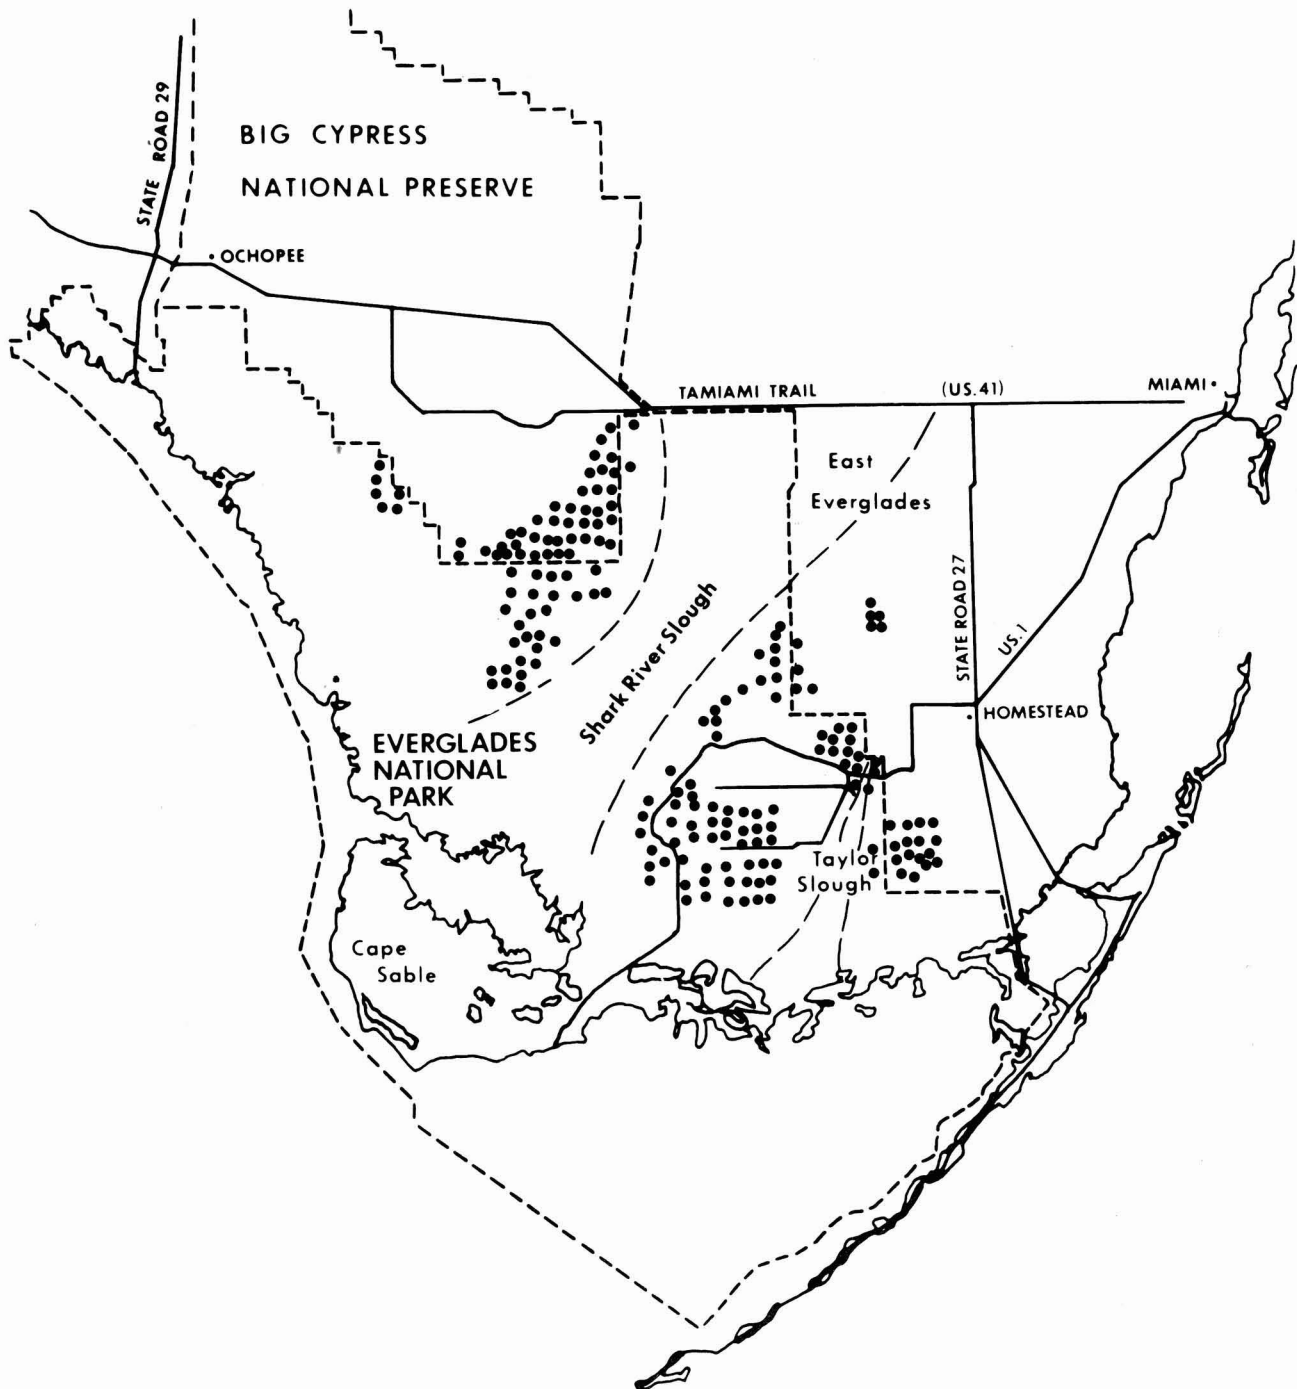 STATE ROAD 29
BIG CYPRESS
NATIONAL PRESERVE
OCHOPEE
TAMIAMI TRAIL
(US.41)
MIAMI
East
Everglades
Shark River Slough
STATE ROAD 27
US.1
HOMESTEAD
EVERGLADES
NATIONAL
PARK
Taylor
Slough
Cape
Sable